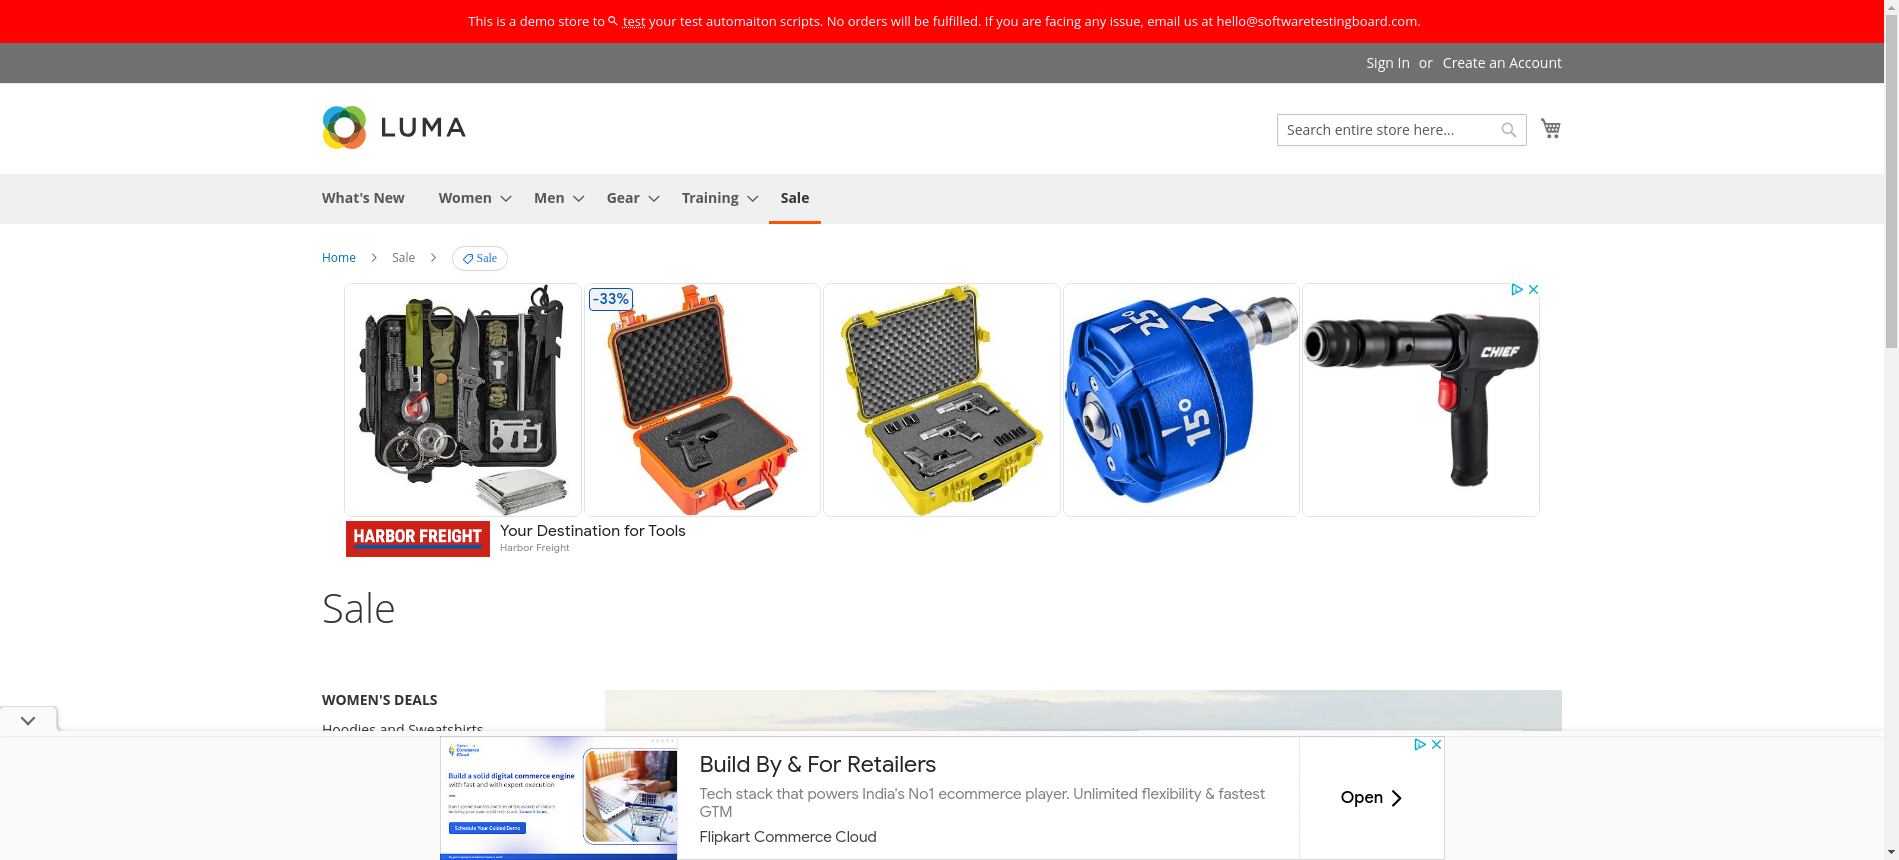 This is a demo store to test your test automaiton scripts. No orders will be fulfilled. If you are facing any issue, email us at hello@softwaretestingboard.com.
Sign In or Create an Account
LUMA
Search entire store here...
What's New Women Men Gear Training Sale
Home Sale Sale
-33%
25°
15°
CHIEF
HARBOR FREIGHT
Your Destination for Tools
Harbor Freight
Sale
WOMEN'S DEALS
Hoodies and Sweatshirts
Commerce
Cloud
Build a solid digital commerce engine
with fast and with expert execution
Schedule Your Guided Demo
Build By & For Retailers
Tech stack that powers India's No1 ecommerce player. Unlimited flexibility & fastest
GTM
Flipkart Commerce Cloud
Open